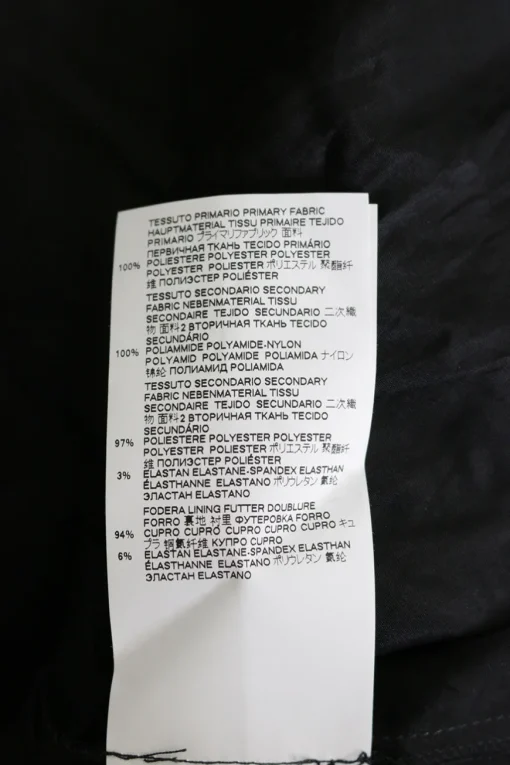 TESSUTO PRIMARIO PRIMARY FABRIC
HAUPTMATERIAL TISSU PRIMAIRE TEJIDO
PRIMARIO プライマリファブリック 面料
ПЕРВИЧНАЯ ТКАНЬ TECIDO PRIMÁRIO
100% POLIESTERE POLYESTER POLYESTER
POLYESTER POLIESTER ポリエステル 聚酯纤
维 ПОЛИЭСТЕР POLIÉSTER
TESSUTO SECONDARIO SECONDARY
FABRIC NEBENMATERIAL TISSU
SECONDAIRE TEJIDO SECUNDARIO 二次織
物 面料2 ВТОРИЧНАЯ ТКАНЬ TECIDO
SECUNDÁRIO
100% POLIAMMIDE POLYAMIDE-NYLON
POLYAMID POLYAMIDE POLIAMIDA ナイロン
锦纶 ПОЛИАМИД POLIAMIDA
TESSUTO SECONDARIO SECONDARY
FABRIC NEBENMATERIAL TISSU
SECONDAIRE TEJIDO SECUNDARIO 二次織
物 面料2 ВТОРИЧНАЯ ТКАНЬ TECIDO
SECUNDÁRIO
97% POLIESTERE POLYESTER POLYESTER
POLYESTER POLIESTER ポリエステル 聚酯纤
维 ПОЛИЭСТЕР POLIÉSTER
3% ELASTAN ELASTANE-SPANDEX ELASTHAN
ÉLASTHANNE ELASTANO ポリウレタン 氨纶
ЭЛАСТАН ELASTANO
FODERA LINING FUTTER DOUBLURE
FORRO 裏地 衬里 ФУТЕРОВКА FORRO
94% CUPRO CUPRO CUPRO CUPRO CUPRO キュ
プラ 铜氨纤维 КУПРО CUPRO
6% ELASTAN ELASTANE-SPANDEX ELASTHAN
ÉLASTHANNE ELASTANO ポリウレタン 氨纶
ЭЛАСТАН ELASTANO